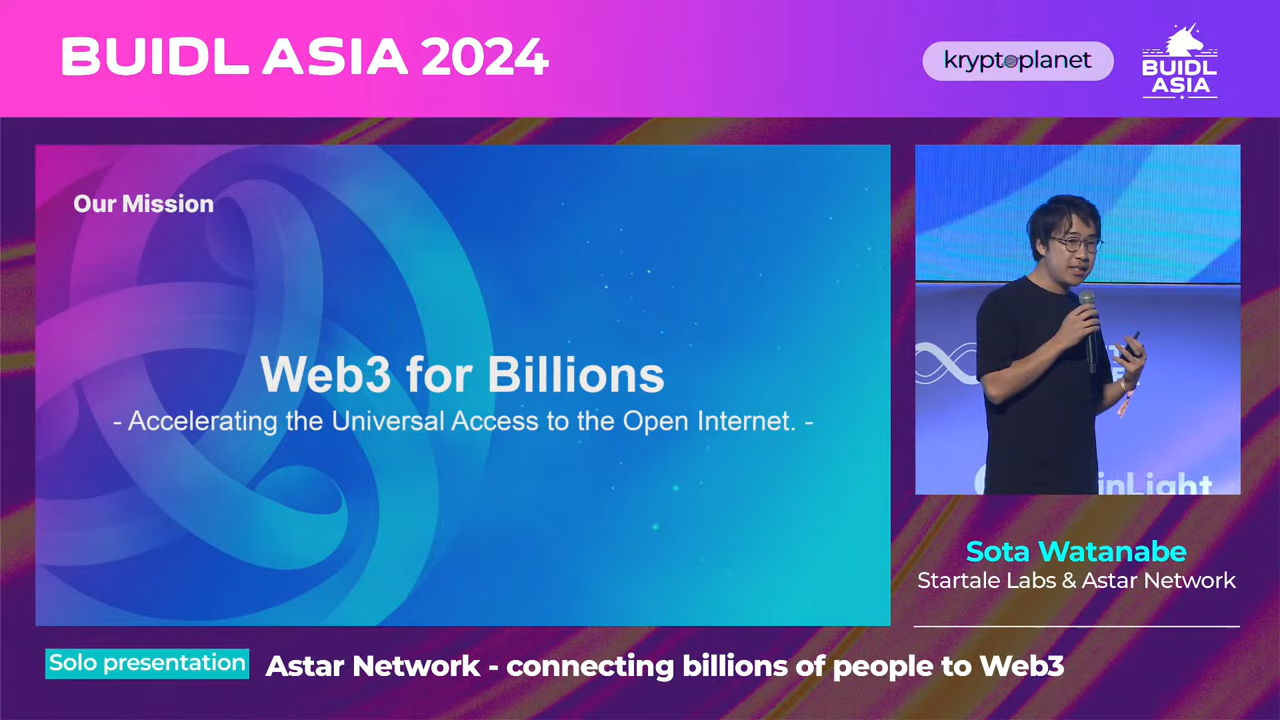 BUIDL ASIA 2024
kryptoplanet
BUIDL
ASIA
Our Mission
Web3 for Billions
- Accelerating the Universal Access to the Open Internet. -
inLight
Sota Watanabe
Startale Labs & Astar Network
Solo presentation
Astar Network - connecting billions of people to Web3